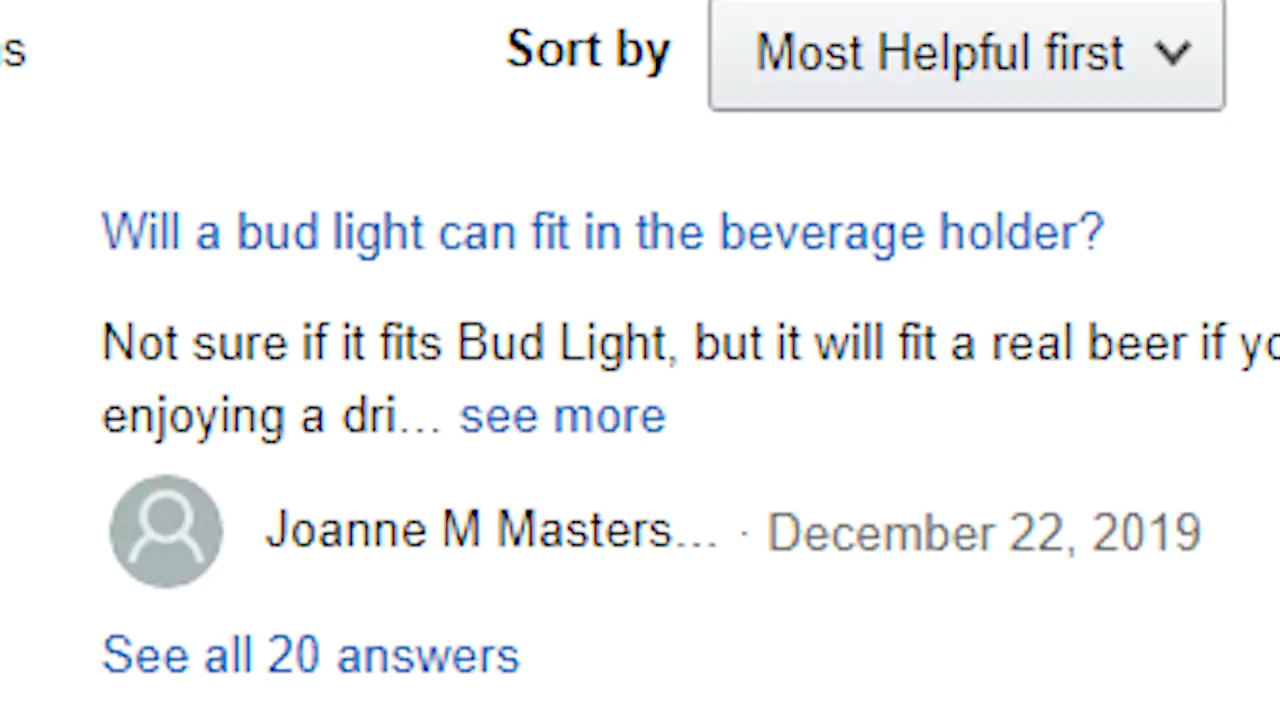 s
Sort by Most Helpful first
Will a bud light can fit in the beverage holder?
Not sure if it fits Bud Light, but it will fit a real beer if yo
enjoying a dri... see more
Joanne M Masters... · December 22, 2019
See all 20 answers